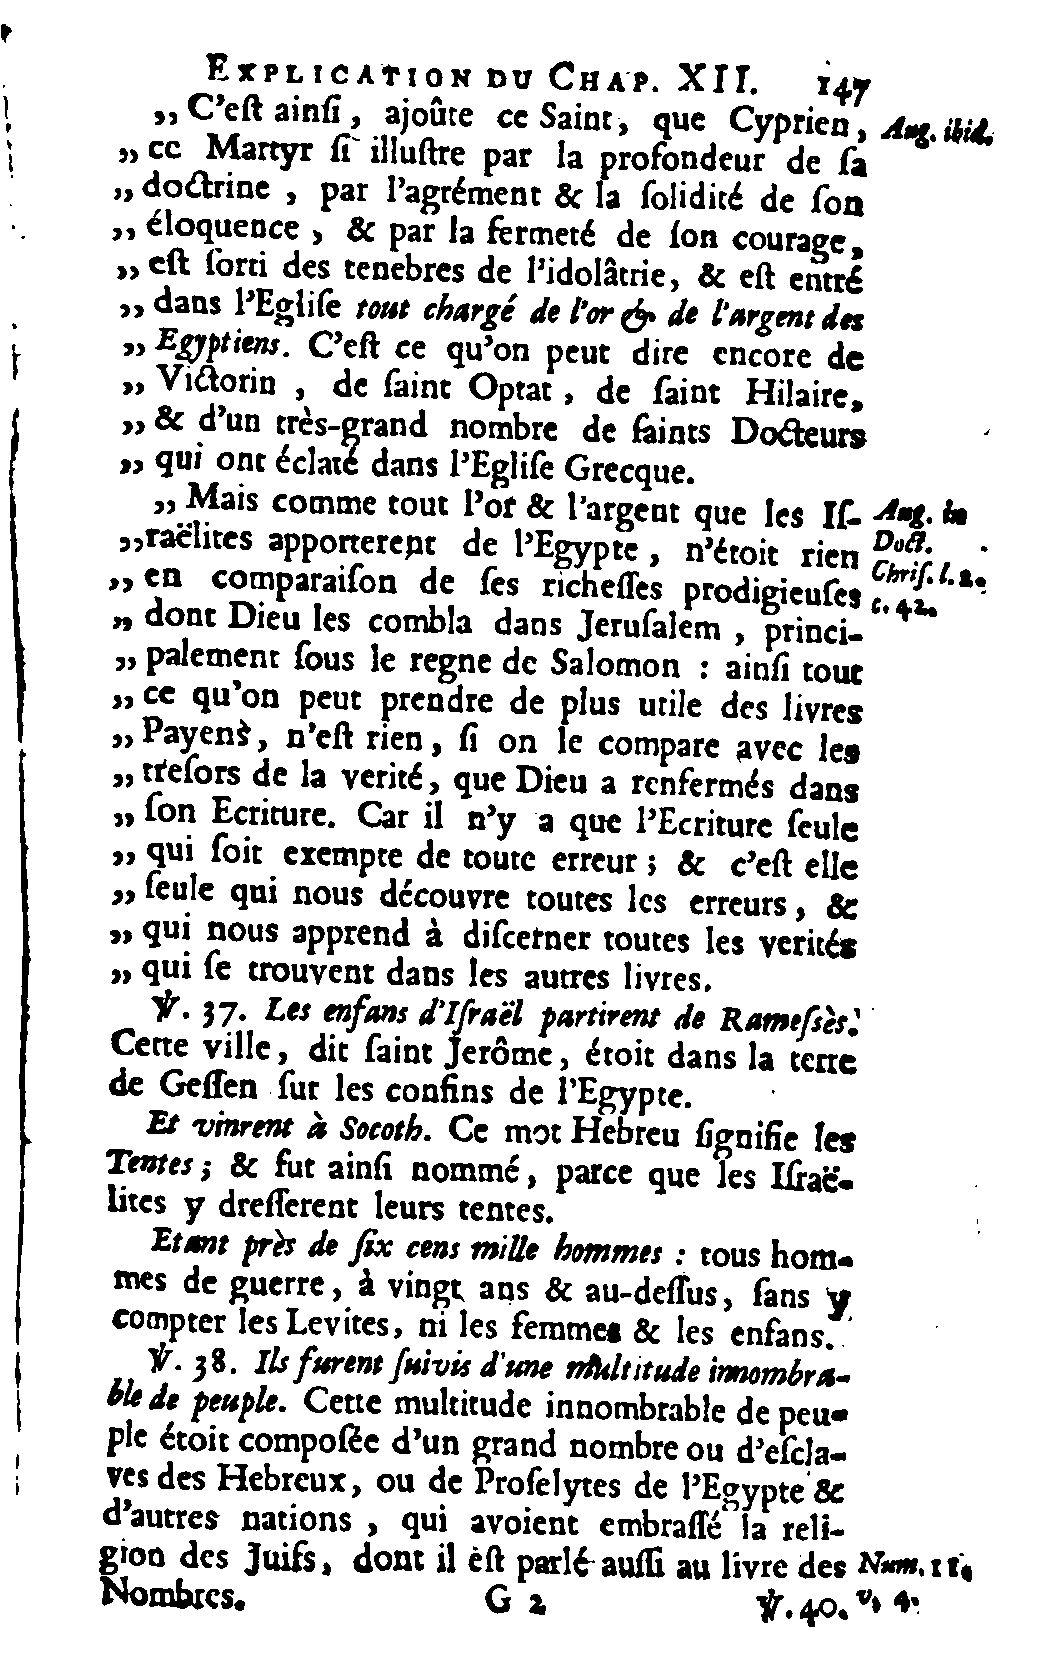 EXPLICATION DU CHAP. XII. 147
„ C'eſt ainſi, ajoûte ce Saint, que Cyprien, Aug. ibid.
„ ce Martyr ſi illuſtre par la profondeur de ſa
„ doctrine, par l'agrément & la ſolidité de ſon
„ éloquence, & par la fermeté de ſon courage,
„ eſt ſorti des tenebres de l'idolâtrie, & eſt entré
„ dans l'Egliſe tout chargé de l'or & de l'argent des
„ Egyptiens. C'eſt ce qu'on peut dire encore de
„ Victorin, de ſaint Optat, de ſaint Hilaire,
„ & d'un très-grand nombre de ſaints Docteurs
„ qui ont éclaté dans l'Egliſe Grecque.
„ Mais comme tout l'or & l'argent que les Iſ- Aug. in
„ raëlites apporterent de l'Egypte, n'étoit rien Doct.
„ en comparaiſon de ſes richeſſes prodigieuſes Chriſ. l. 2.
„ dont Dieu les combla dans Jeruſalem, princi- c. 42.
„ palement ſous le regne de Salomon : ainſi tout
„ ce qu'on peut prendre de plus utile des livres
„ Payens, n'eſt rien, ſi on le compare avec les
„ treſors de la verité, que Dieu a renfermés dans
„ ſon Ecriture. Car il n'y a que l'Ecriture ſeule
„ qui ſoit exempte de toute erreur ; & c'eſt elle
„ ſeule qui nous découvre toutes les erreurs, &
„ qui nous apprend à diſcerner toutes les verités
„ qui ſe trouvent dans les autres livres.
℣. 37. Les enfans d'Iſraël partirent de Rameſsès.
Cette ville, dit ſaint Jerôme, étoit dans la terre
de Geſſen ſur les confins de l'Egypte.
Et vinrent à Socoth. Ce mot Hebreu ſignifie les
Tentes ; & fut ainſi nommé, parce que les Iſraë-
lites y dreſſerent leurs tentes.
Etant près de ſix cens mille hommes : tous hom-
mes de guerre, à vingt ans & au-deſſus, ſans y
compter les Levites, ni les femmes & les enfans.
℣. 38. Ils furent ſuivis d'une multitude innombra-
ble de peuple. Cette multitude innombrable de peu-
ple étoit compoſée d'un grand nombre ou d'eſcla-
ves des Hebreux, ou de Proſelytes de l'Egypte &
d'autres nations, qui avoient embraſſé la reli-
gion des Juifs, dont il eſt parlé auſſi au livre des Num. 11.
Nombres. G 2 ℣. 40. v. 4.